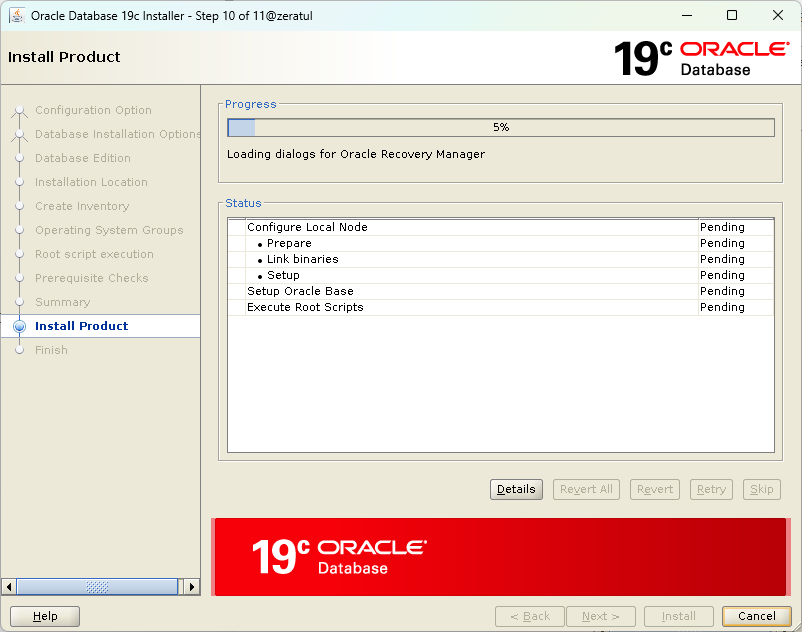 Oracle Database 19c Installer - Step 10 of 11@zeratul
Install Product
19c ORACLE
Database
Configuration Option
Database Installation Options
Database Edition
Installation Location
Create Inventory
Operating System Groups
Root script execution
Prerequisite Checks
Summary
Install Product
Finish
Progress
5%
Loading dialogs for Oracle Recovery Manager
Status
Configure Local Node Pending
• Prepare Pending
• Link binaries Pending
• Setup Pending
Setup Oracle Base Pending
Execute Root Scripts Pending
Details Revert All Revert Retry Skip
19c ORACLE
Database
Help < Back Next > Install Cancel